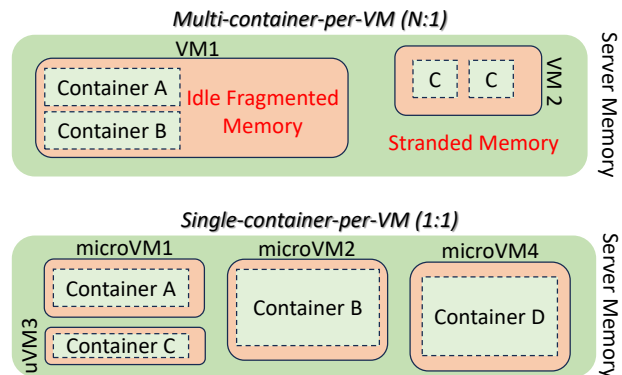 Multi-container-per-VM (N:1)
VM1
Container A
Container B
Idle Fragmented
Memory
C
C
VM 2
Stranded Memory
Server Memory
Single-container-per-VM (1:1)
microVM1
microVM2
microVM4
Container A
Container B
Container D
uVM3
Container C
Server Memory